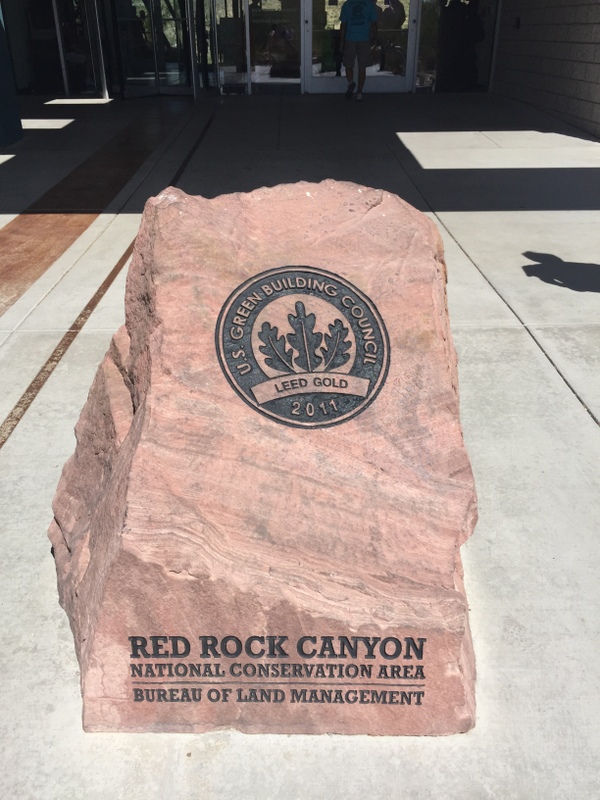 U.S. GREEN BUILDING COUNCIL
LEED GOLD
2011
RED ROCK CANYON
NATIONAL CONSERVATION AREA
BUREAU OF LAND MANAGEMENT